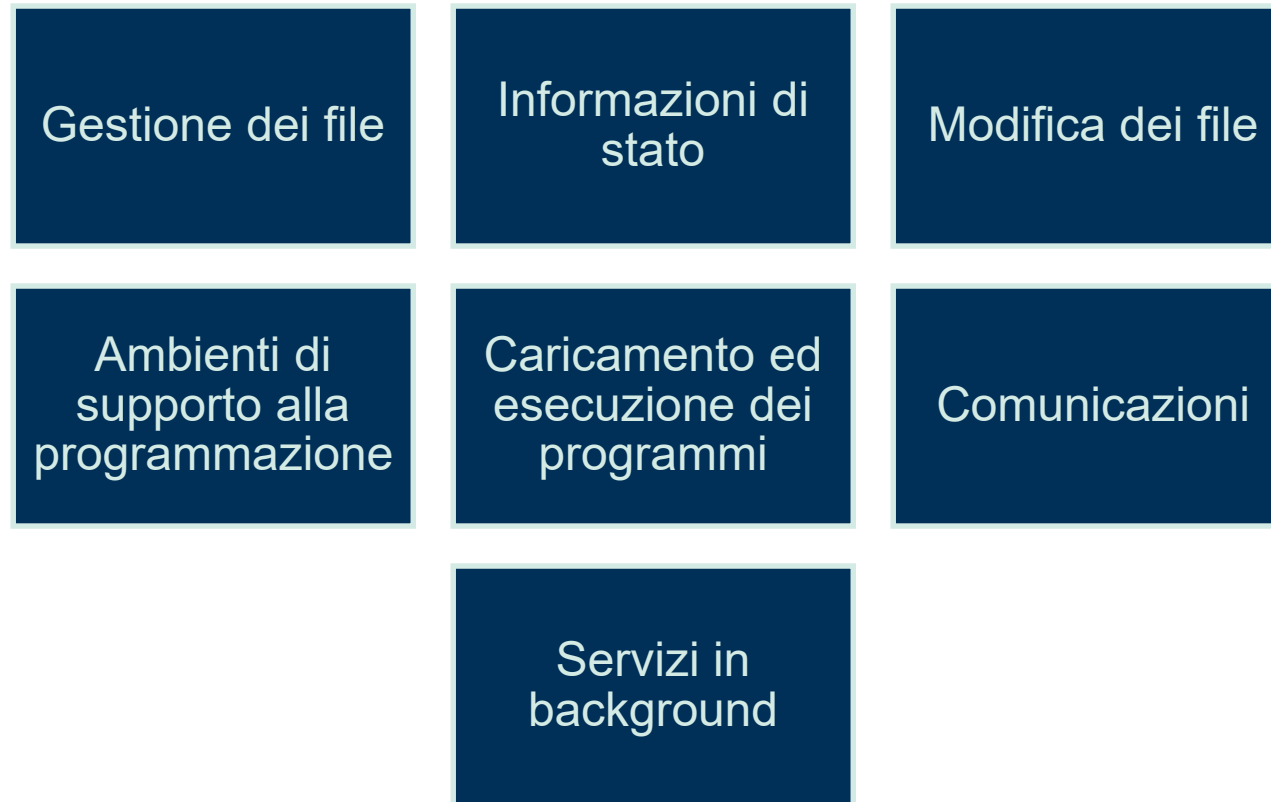 Gestione dei file
Informazioni di
stato
Modifica dei file
Ambienti di
supporto alla
programmazione
Caricamento ed
esecuzione dei
programmi
Comunicazioni
Servizi in
background